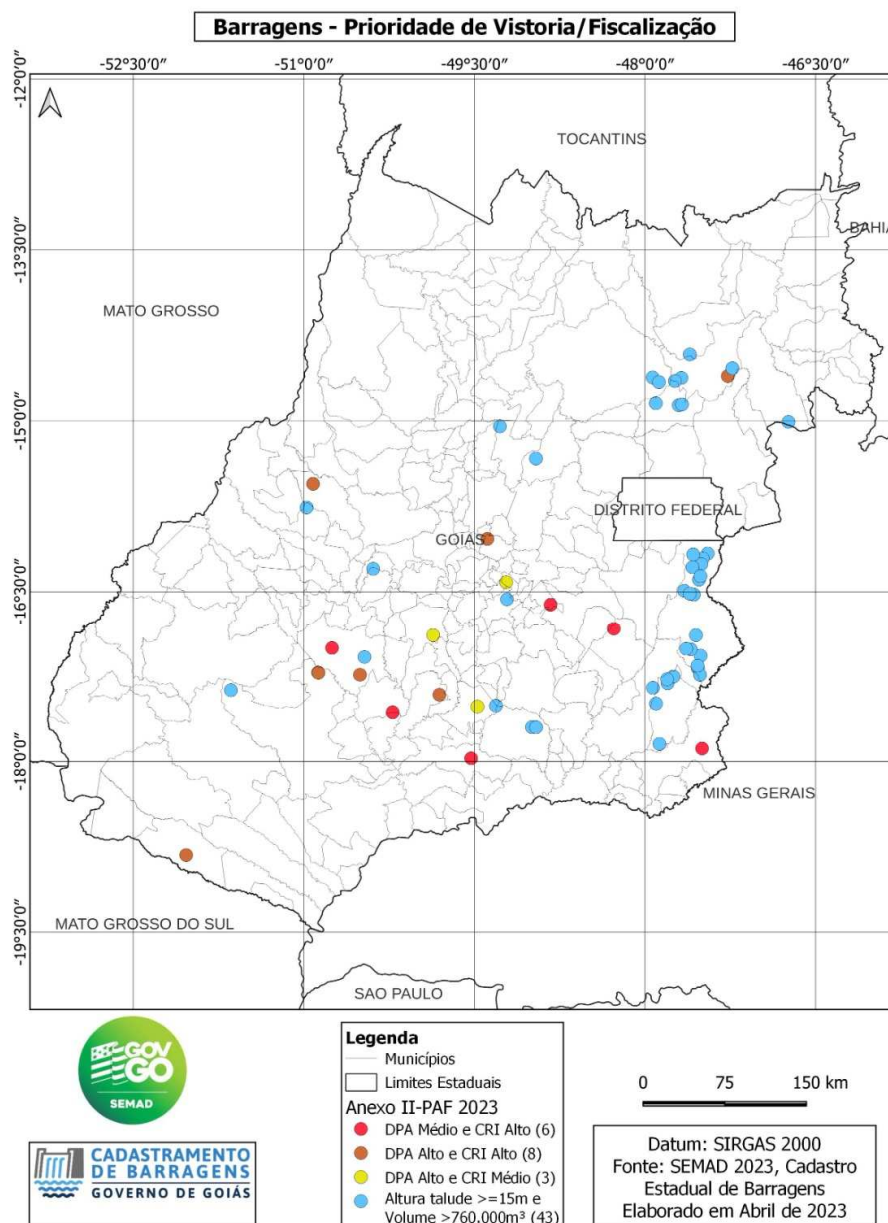 Barragens - Prioridade de Vistoria/Fiscalização
-52°30'0" -51°0'0" -49°30'0" -48°0'0" -46°30'0"
-12°0'0"
TOCANTINS
-13°30'0"
BAHIA
MATO GROSSO
-15°0'0"
DISTRITO FEDERAL
GOIÁS
-16°30'0"
-18°0'0"
MINAS GERAIS
MATO GROSSO DO SUL
-19°30'0"
SAO PAULO
GOV
GO
SEMAD
CADASTRAMENTO
DE BARRAGENS
GOVERNO DE GOIÁS
Legenda
Municípios
Limites Estaduais
Anexo II-PAF 2023
DPA Médio e CRI Alto (6)
DPA Alto e CRI Alto (8)
DPA Alto e CRI Médio (3)
Altura talude >=15m e
Volume >760.000m³ (43)
0 75 150 km
Datum: SIRGAS 2000
Fonte: SEMAD 2023, Cadastro
Estadual de Barragens
Elaborado em Abril de 2023